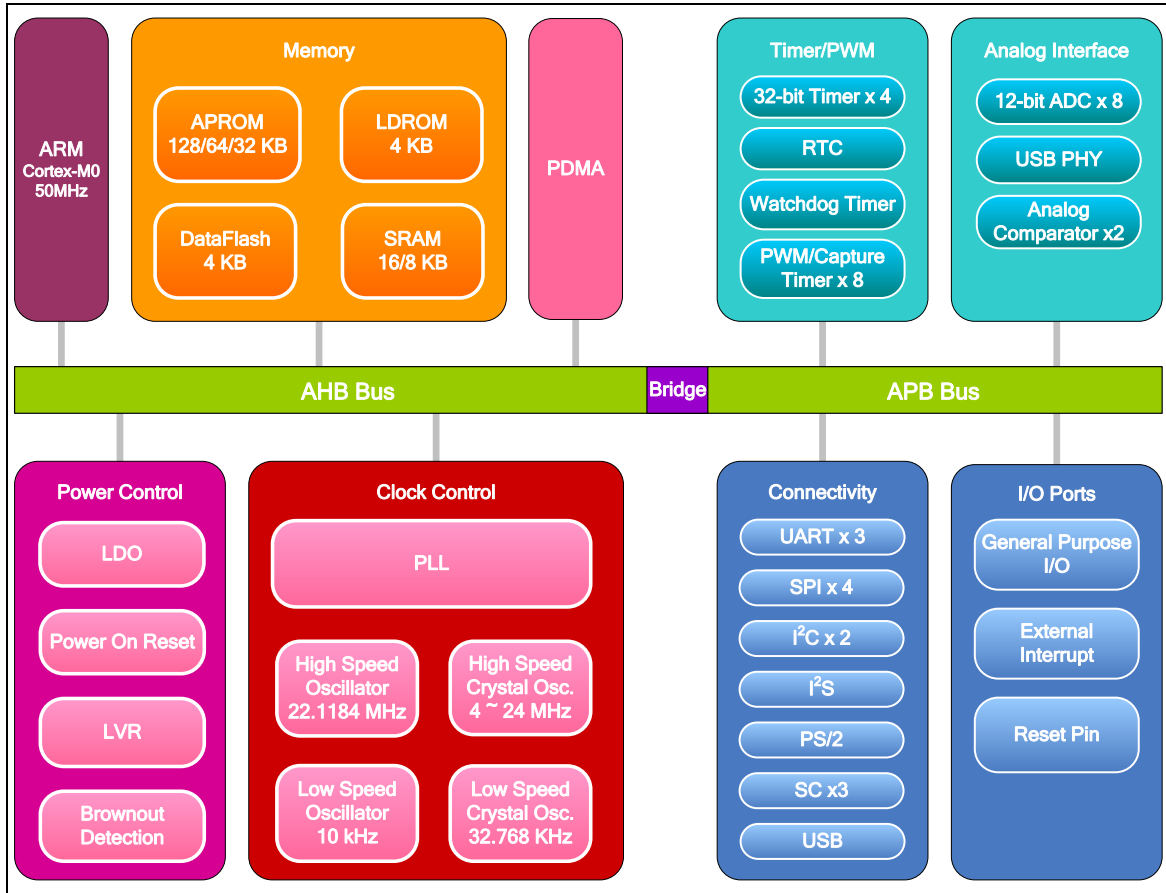 ARM
Cortex-M0
50MHz
Memory
APROM
128/64/32 KB
LDROM
4 KB
DataFlash
4 KB
SRAM
16/8 KB
PDMA
Timer/PWM
32-bit Timer x 4
RTC
Watchdog Timer
PWM/Capture
Timer x 8
Analog Interface
12-bit ADC x 8
USB PHY
Analog
Comparator x2
AHB Bus
Bridge
APB Bus
Power Control
LDO
Power On Reset
LVR
Brownout
Detection
Clock Control
PLL
High Speed
Oscillator
22.1184 MHz
High Speed
Crystal Osc.
4 ~ 24 MHz
Low Speed
Oscillator
10 kHz
Low Speed
Crystal Osc.
32.768 KHz
Connectivity
UART x 3
SPI x 4
I²C x 2
I²S
PS/2
SC x3
USB
I/O Ports
General Purpose
I/O
External
Interrupt
Reset Pin